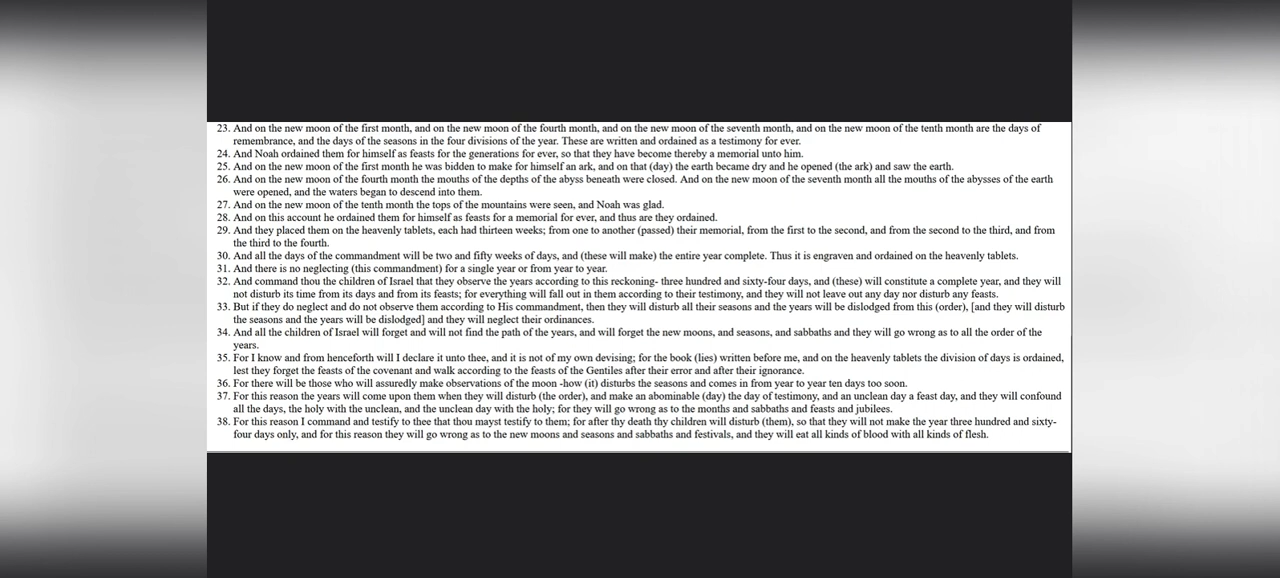 23. And on the new moon of the first month, and on the new moon of the fourth month, and on the new moon of the seventh month, and on the new moon of the tenth month are the days of
remembrance, and the days of the seasons in the four divisions of the year. These are written and ordained as a testimony for ever.
24. And Noah ordained them for himself as feasts for the generations for ever, so that they have become thereby a memorial unto him.
25. And on the new moon of the first month he was bidden to make for himself an ark, and on that (day) the earth became dry and he opened (the ark) and saw the earth.
26. And on the new moon of the fourth month the mouths of the depths of the abyss beneath were closed. And on the new moon of the seventh month all the mouths of the abysses of the earth
were opened, and the waters began to descend into them.
27. And on the new moon of the tenth month the tops of the mountains were seen, and Noah was glad.
28. And on this account he ordained them for himself as feasts for a memorial for ever, and thus are they ordained.
29. And they placed them on the heavenly tablets, each had thirteen weeks; from one to another (passed) their memorial, from the first to the second, and from the second to the third, and from
the third to the fourth.
30. And all the days of the commandment will be two and fifty weeks of days, and (these will make) the entire year complete. Thus it is engraven and ordained on the heavenly tablets.
31. And there is no neglecting (this commandment) for a single year or from year to year.
32. And command thou the children of Israel that they observe the years according to this reckoning- three hundred and sixty-four days, and (these) will constitute a complete year, and they will
not disturb its time from its days and from its feasts; for everything will fall out in them according to their testimony, and they will not leave out any day nor disturb any feasts.
33. But if they do neglect and do not observe them according to His commandment, then they will disturb all their seasons and the years will be dislodged from this (order), [and they will disturb
the seasons and the years will be dislodged] and they will neglect their ordinances.
34. And all the children of Israel will forget and will not find the path of the years, and will forget the new moons, and seasons, and sabbaths and they will go wrong as to all the order of the
years.
35. For I know and from henceforth will I declare it unto thee, and it is not of my own devising; for the book (lies) written before me, and on the heavenly tablets the division of days is ordained,
lest they forget the feasts of the covenant and walk according to the feasts of the Gentiles after their error and after their ignorance.
36. For there will be those who will assuredly make observations of the moon -how (it) disturbs the seasons and comes in from year to year ten days too soon.
37. For this reason the years will come upon them when they will disturb (the order), and make an abominable (day) the day of testimony, and an unclean day a feast day, and they will confound
all the days, the holy with the unclean, and the unclean day with the holy; for they will go wrong as to the months and sabbaths and feasts and jubilees.
38. For this reason I command and testify to thee that thou mayst testify to them; for after thy death thy children will disturb (them), so that they will not make the year three hundred and sixty-
four days only, and for this reason they will go wrong as to the new moons and seasons and sabbaths and festivals, and they will eat all kinds of blood with all kinds of flesh.